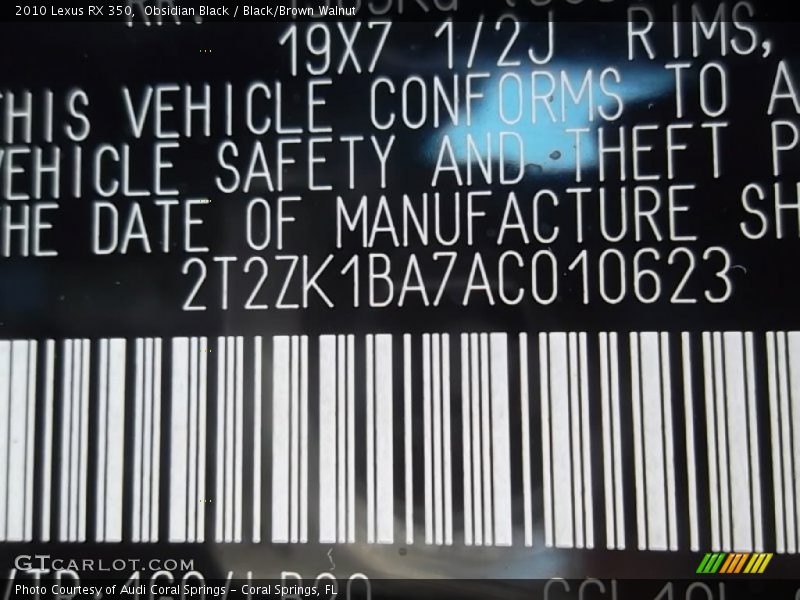 2010 Lexus RX 350, Obsidian Black / Black/Brown Walnut
19X7 1/2J RIMS,
THIS VEHICLE CONFORMS TO A
VEHICLE SAFETY AND THEFT P
HE DATE OF MANUFACTURE SH
2T2ZK1BA7AC010623
GTcarlot.com
Photo Courtesy of Audi Coral Springs - Coral Springs, FL